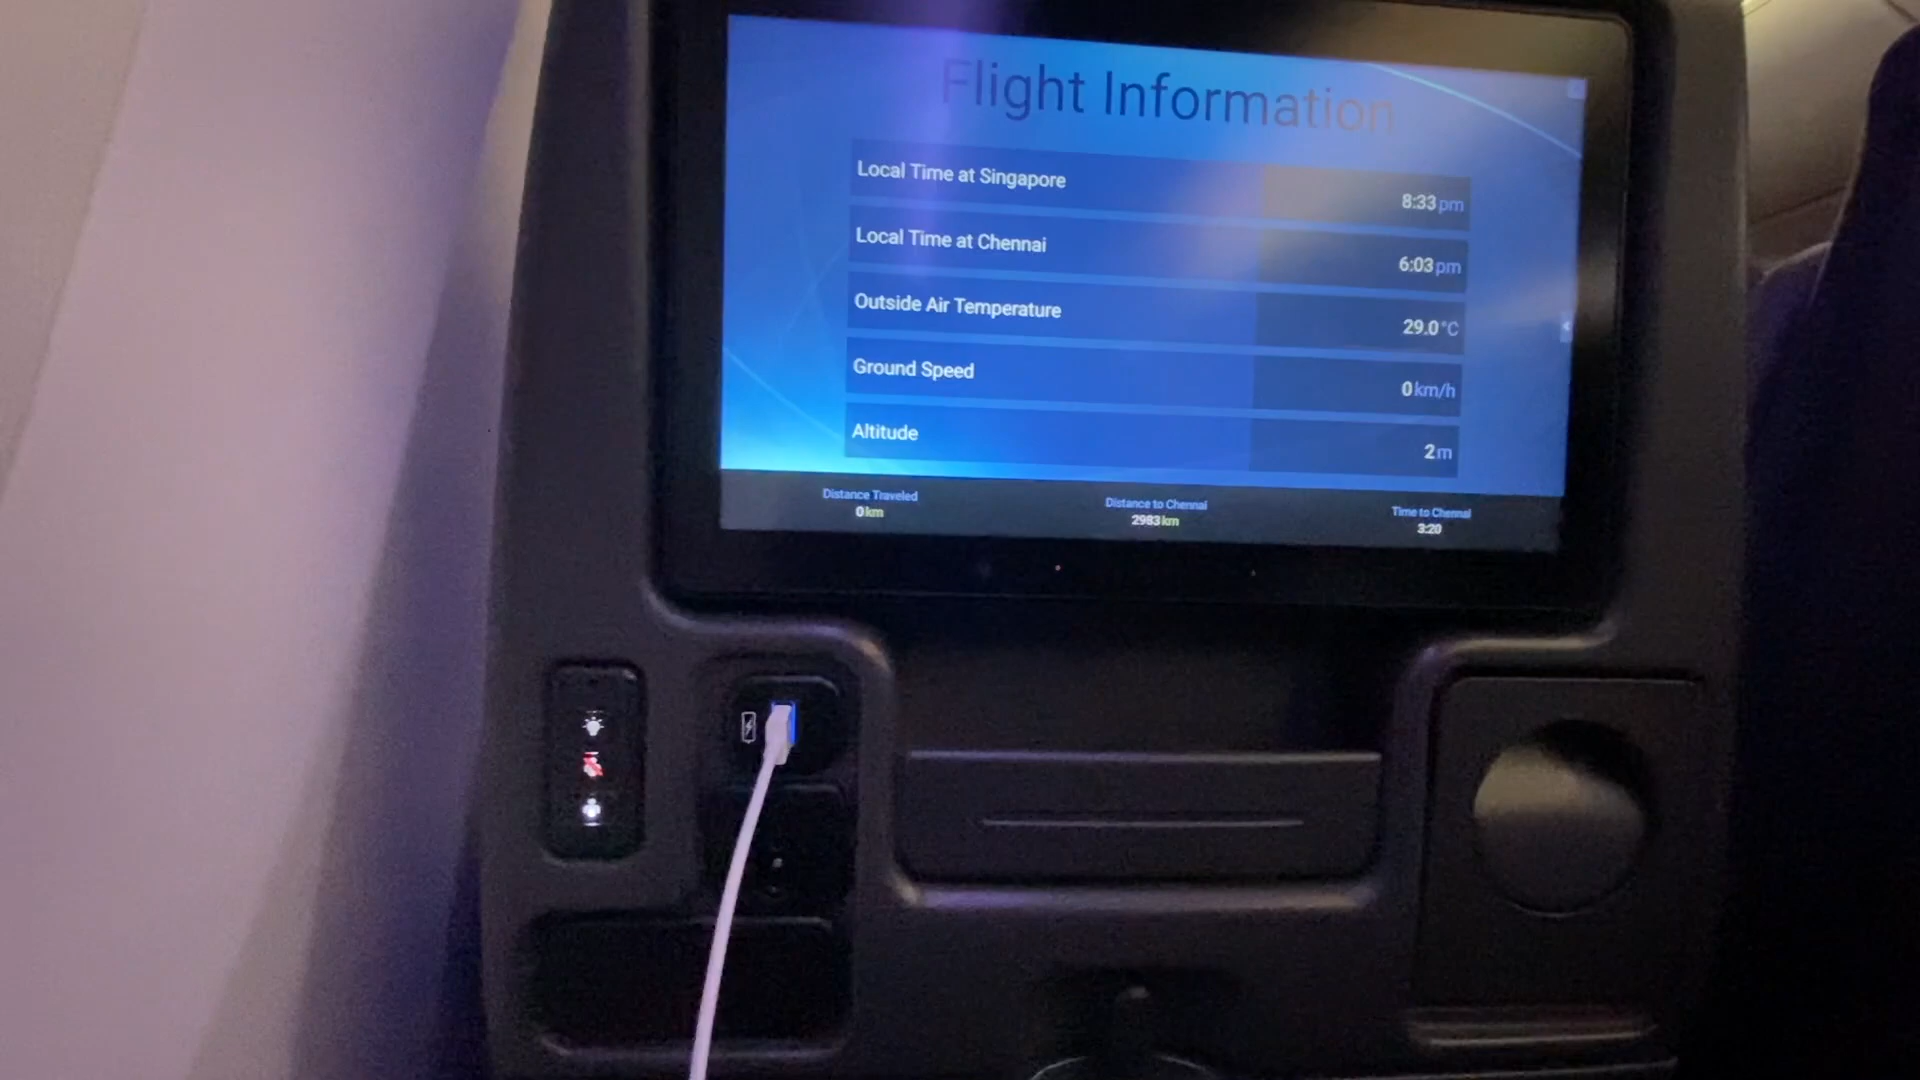 Flight Information
Local Time at Singapore
8:33 pm
Local Time at Chennai
6:03 pm
Outside Air Temperature
29.0 °C
Ground Speed
0 km/h
Altitude
2 m
Distance Traveled
0 km
Distance to Chennai
2983 km
Time to Chennai
3:20